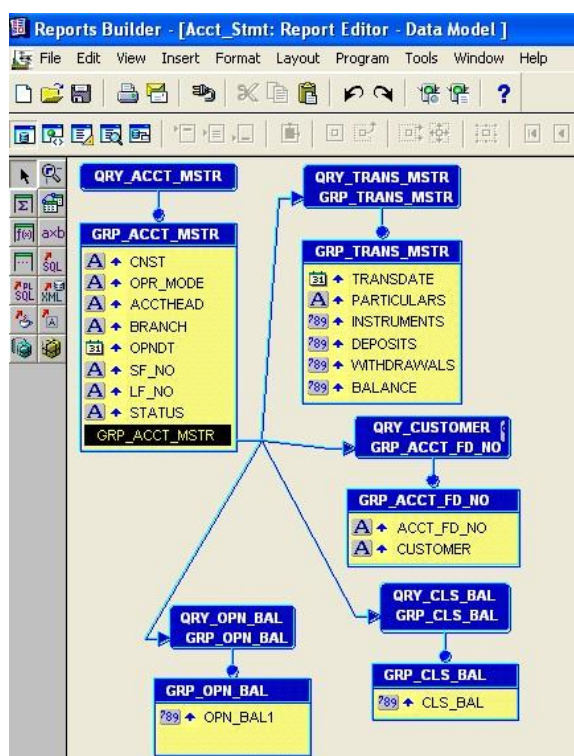 Reports Builder - [Acct_Stmt: Report Editor - Data Model ]
File Edit View Insert Format Layout Program Tools Window Help
QRY_ACCT_MSTR
GRP_ACCT_MSTR
CNST
OPR_MODE
ACCTHEAD
BRANCH
OPNDT
SF_NO
LF_NO
STATUS
GRP_ACCT_MSTR
QRY_TRANS_MSTR
GRP_TRANS_MSTR
GRP_TRANS_MSTR
TRANSDATE
PARTICULARS
INSTRUMENTS
DEPOSITS
WITHDRAWALS
BALANCE
QRY_CUSTOMER
GRP_ACCT_FD_NO
GRP_ACCT_FD_NO
ACCT_FD_NO
CUSTOMER
QRY_OPN_BAL
GRP_OPN_BAL
GRP_OPN_BAL
OPN_BAL1
QRY_CLS_BAL
GRP_CLS_BAL
GRP_CLS_BAL
CLS_BAL